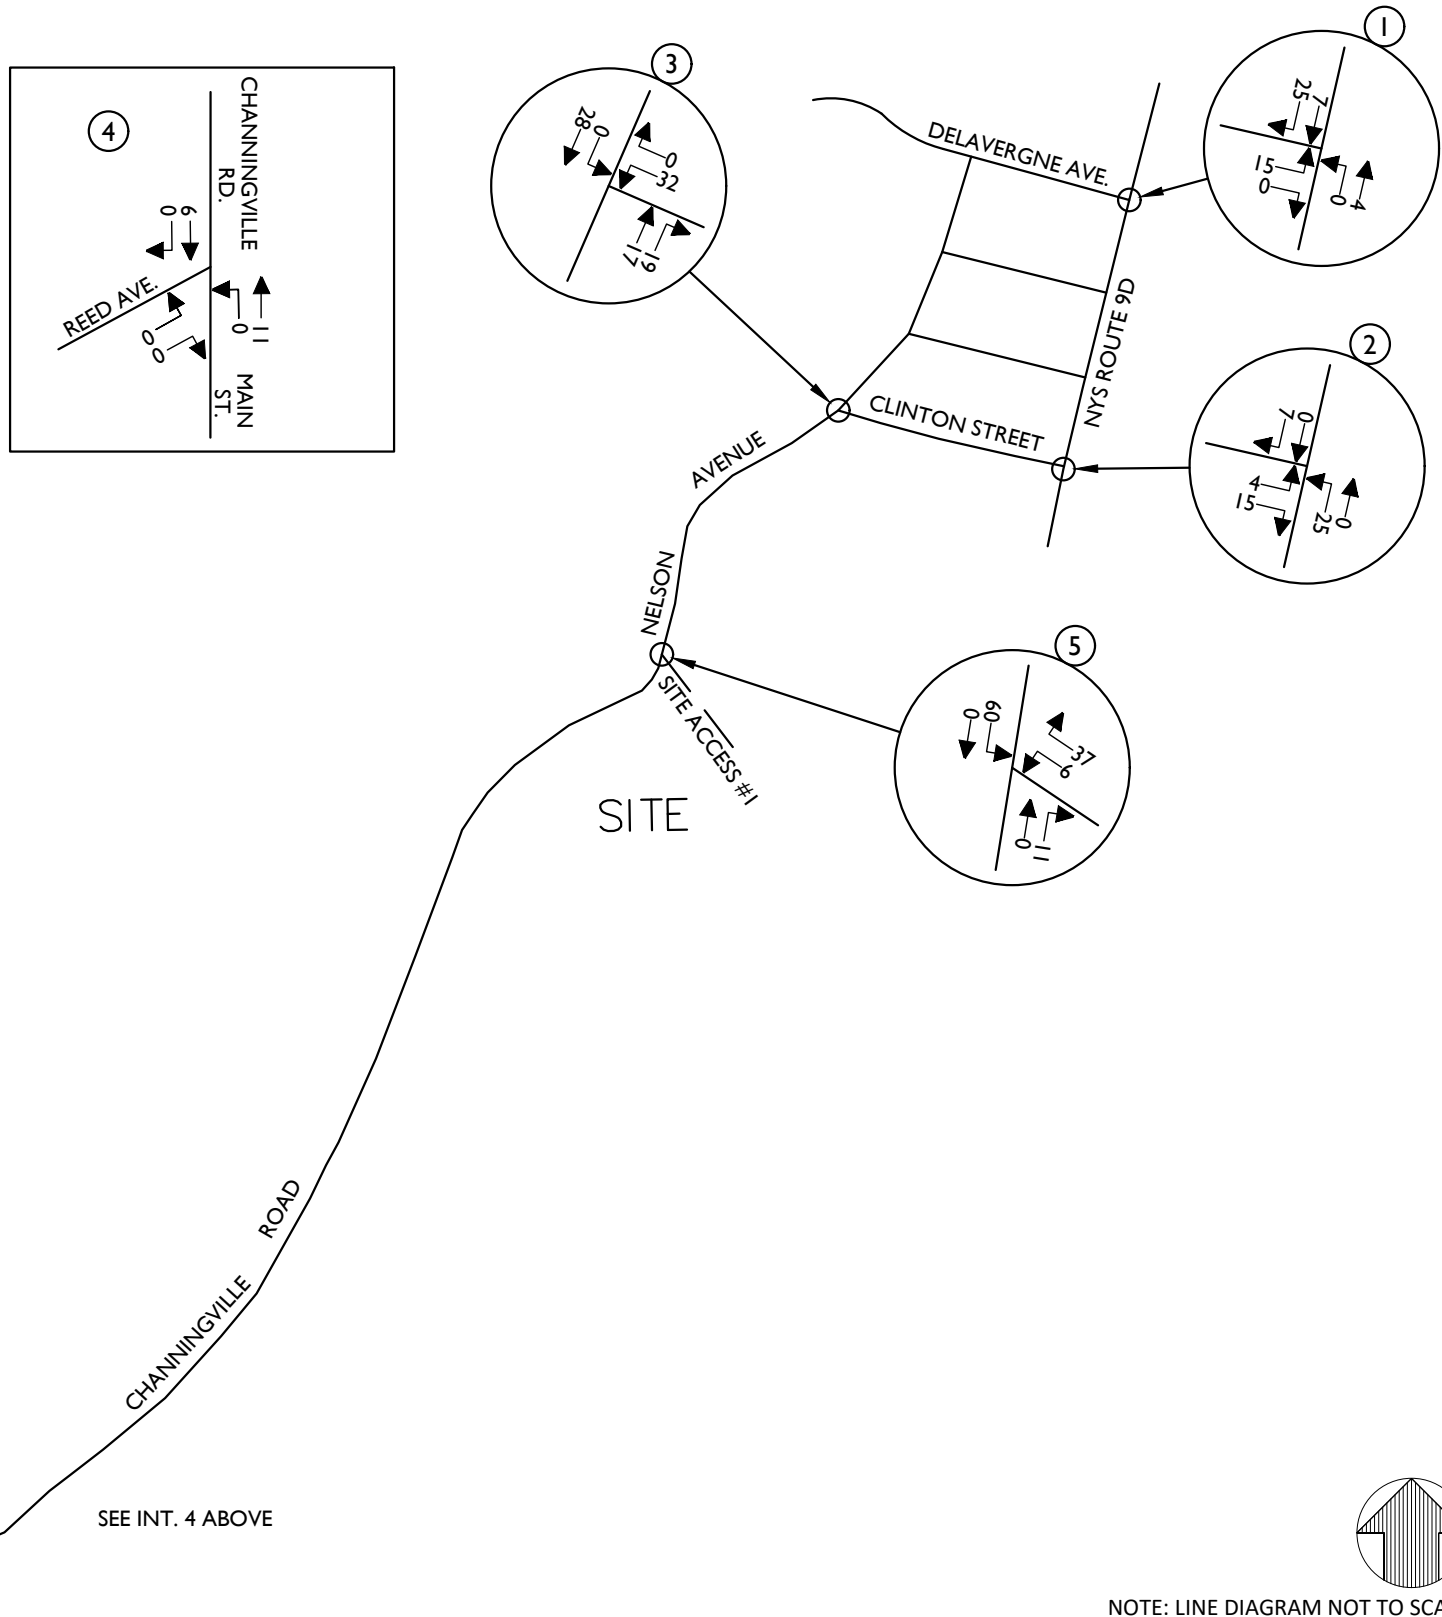 1
7
25
15
0
0
4
3
0
28
0
32
17
19
4
CHANNINGVILLE
RD.
6
0
REED AVE.
0
0
0
11
MAIN
ST.
DELAVERGNE AVE.
NYS ROUTE 9D
CLINTON STREET
2
0
7
4
15
25
0
AVENUE
NELSON
SITE ACCESS #1
SITE
5
60
0
37
6
0
11
ROAD
CHANNINGVILLE
SEE INT. 4 ABOVE
NOTE: LINE DIAGRAM NOT TO SCA